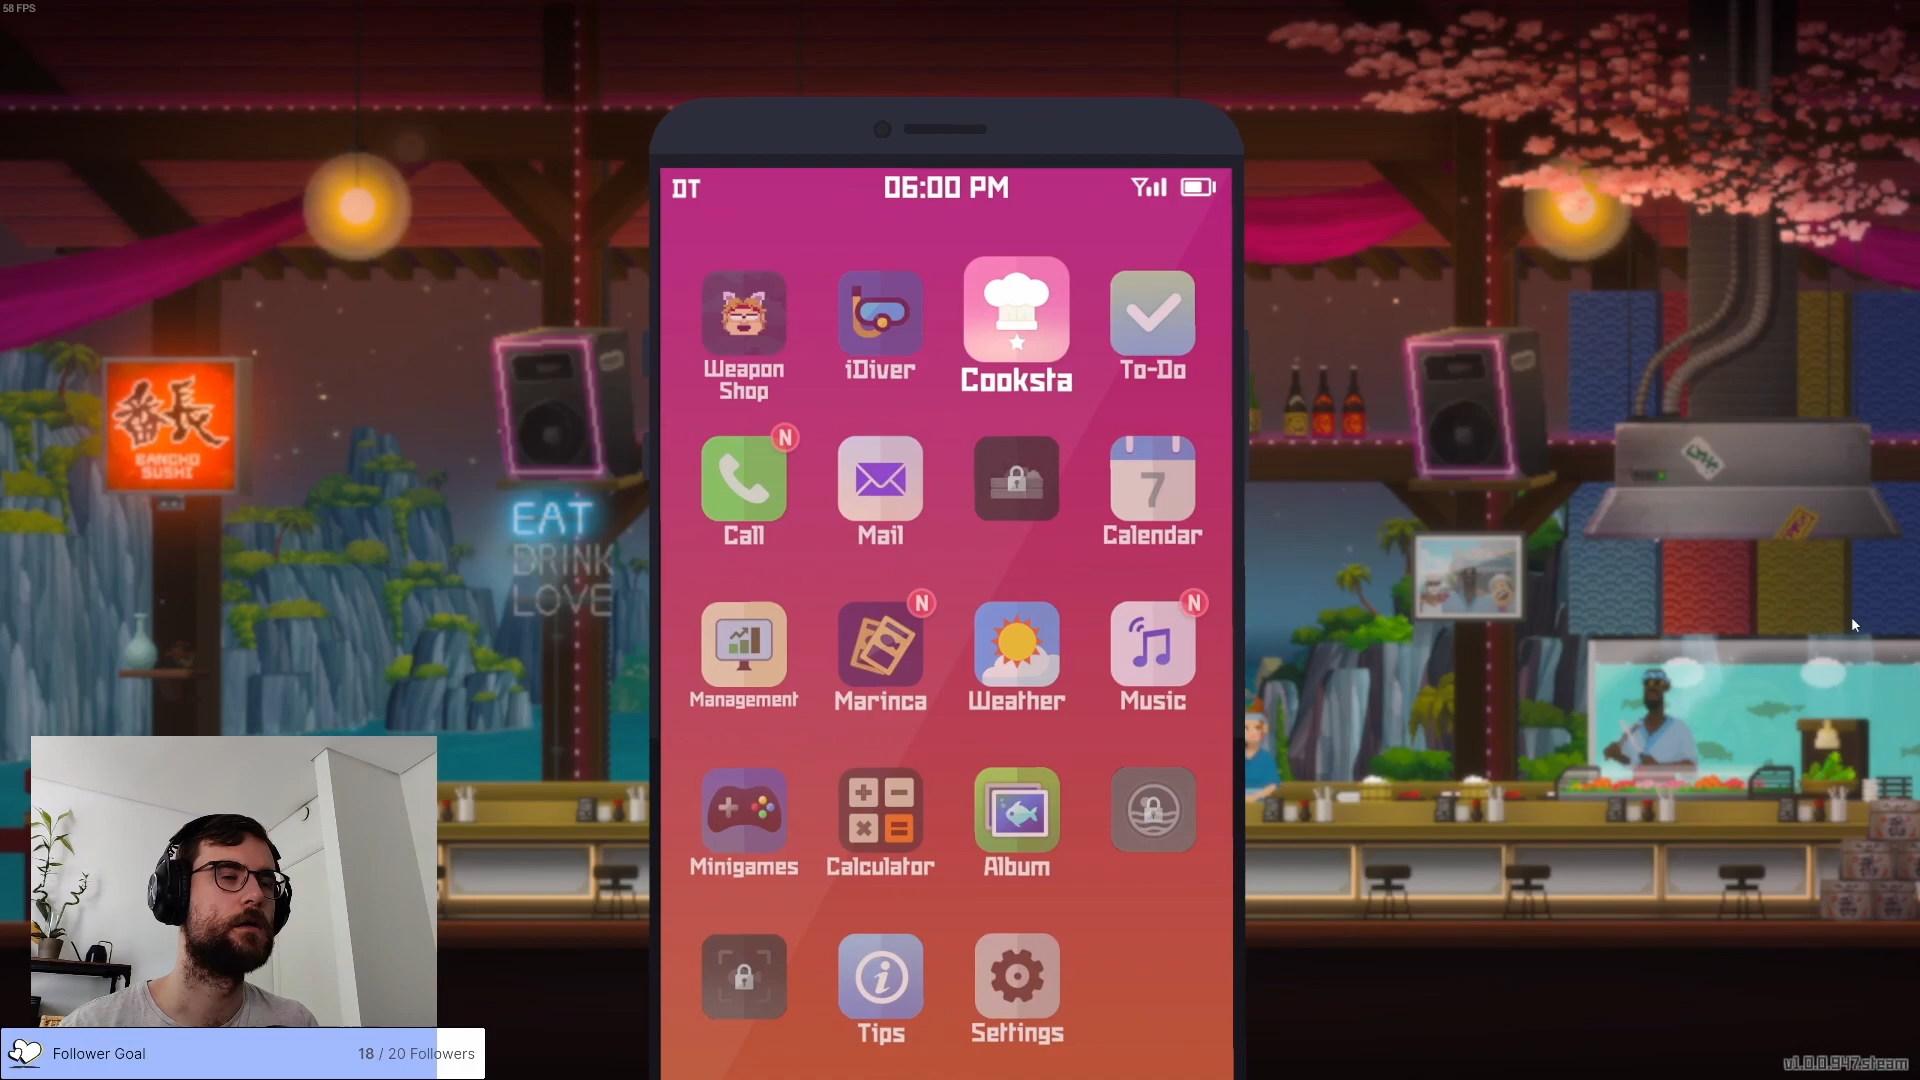 58 FPS
DT
06:00 PM
Weapon
Shop
iDiver
Cooksta
To-Do
N
Call
Mail
7
Calendar
Management
N
Marinca
Weather
N
Music
Minigames
Calculator
Album
Tips
Settings
番長
BANCHO
SUSHI
EAT
DRINK
LOVE
Follower Goal
18 / 20 Followers
v1.0.0.947.steam